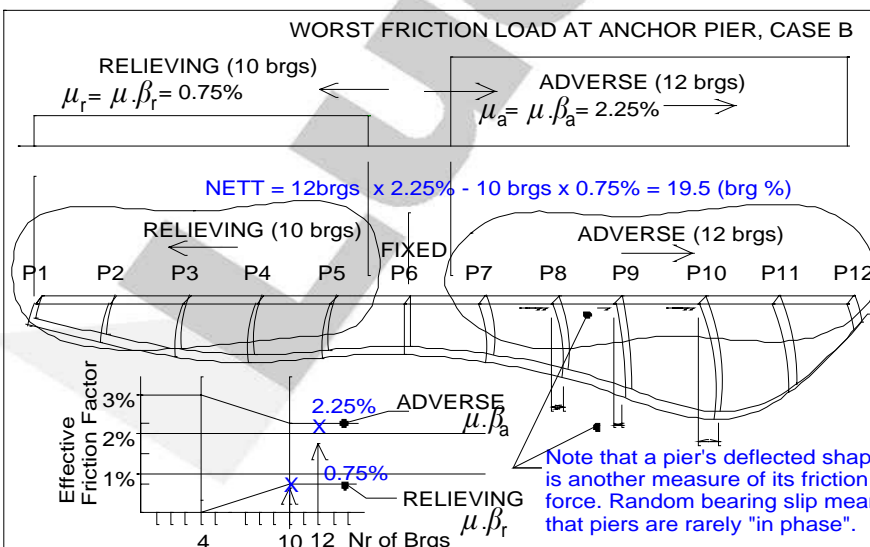 WORST FRICTION LOAD AT ANCHOR PIER, CASE B
RELIEVING (10 brgs)
μr = μ.βr = 0.75%
ADVERSE (12 brgs)
μa = μ.βa = 2.25%
NETT = 12brgs x 2.25% - 10 brgs x 0.75% = 19.5 (brg %)
RELIEVING (10 brgs)
FIXED
ADVERSE (12 brgs)
P1 P2 P3 P4 P5 P6 P7 P8 P9 P10 P11 P12
Effective
Friction Factor
3%
2%
1%
2.25%
ADVERSE
μ.βa
0.75%
RELIEVING
μ.βr
4 10 12 Nr of Brgs
Note that a pier's deflected shap
is another measure of its friction
force. Random bearing slip mean
that piers are rarely "in phase".